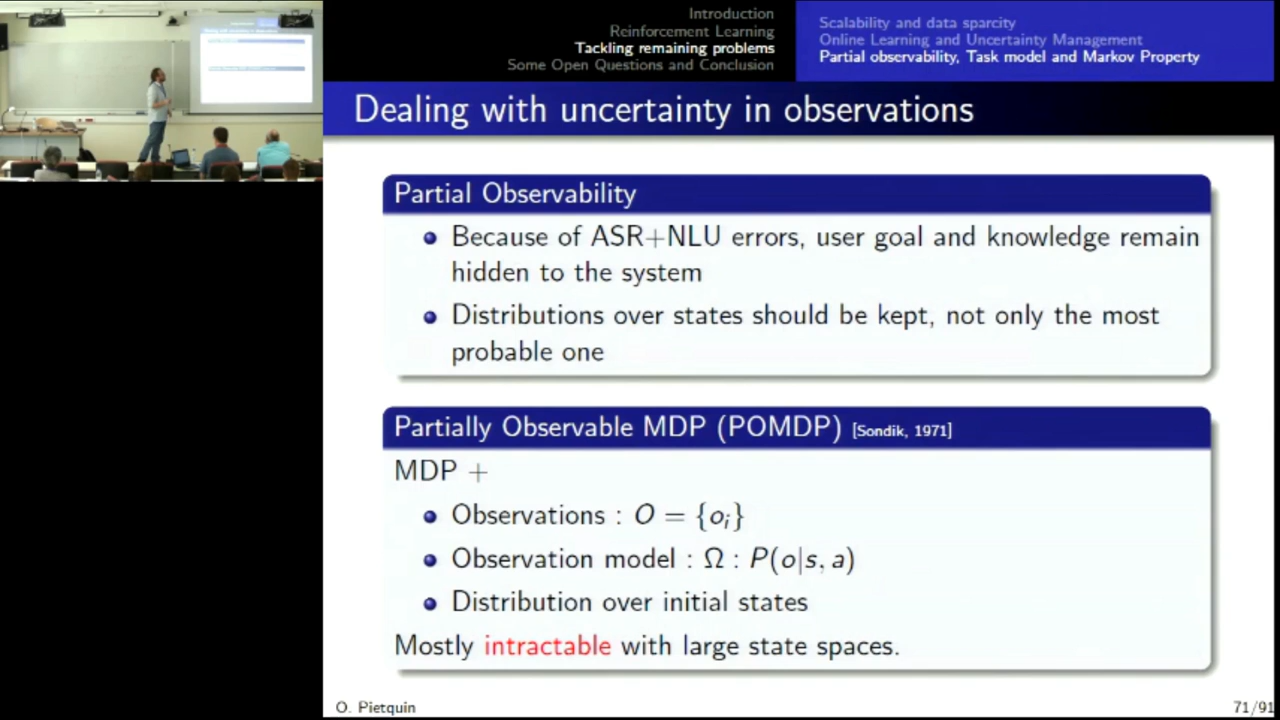 Introduction
Reinforcement Learning
Tackling remaining problems
Some Open Questions and Conclusion
Scalability and data sparcity
Online Learning and Uncertainty Management
Partial observability, Task model and Markov Property
Dealing with uncertainty in observations
Partial Observability
Because of ASR+NLU errors, user goal and knowledge remain
hidden to the system
Distributions over states should be kept, not only the most
probable one
Partially Observable MDP (POMDP) [Sondik, 1971]
MDP +
Observations : O = {oᵢ}
Observation model : Ω : P(o|s, a)
Distribution over initial states
Mostly intractable with large state spaces.
O. Pietquin
71/91